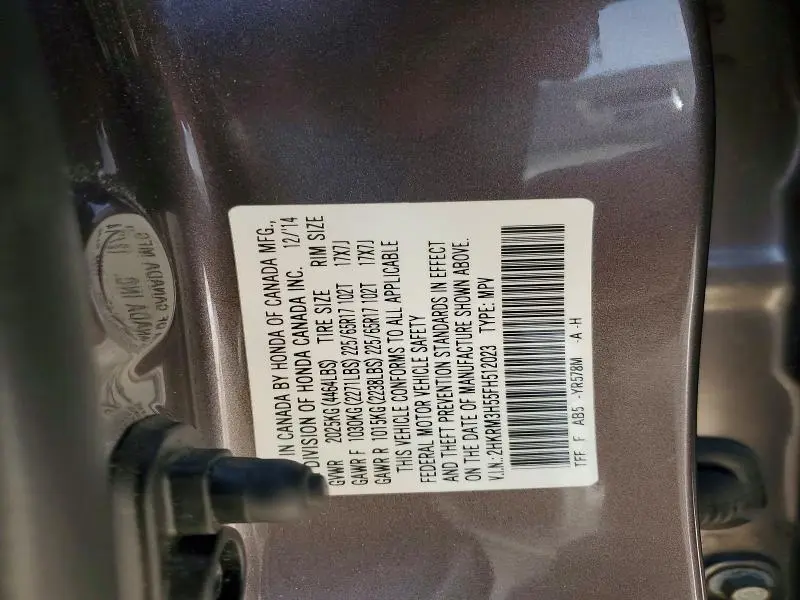 IN CANADA BY HONDA OF CANADA MFG.,
DIVISION OF HONDA CANADA INC. 12/14
GVWR 2025KG(4464LBS) TIRE SIZE RIM SIZE
GAWR F 1030KG(2271LBS) 225/65R17 102T 17X7J
GAWR R 1015KG(2238LBS) 225/65R17 102T 17X7J
THIS VEHICLE CONFORMS TO ALL APPLICABLE
FEDERAL MOTOR VEHICLE SAFETY
AND THEFT PREVENTION STANDARDS IN EFFECT
ON THE DATE OF MANUFACTURE SHOWN ABOVE.
V.I.N.:2HKRM3H55FH512023 TYPE: MPV
TFF F AB5 -YR578M -A -H